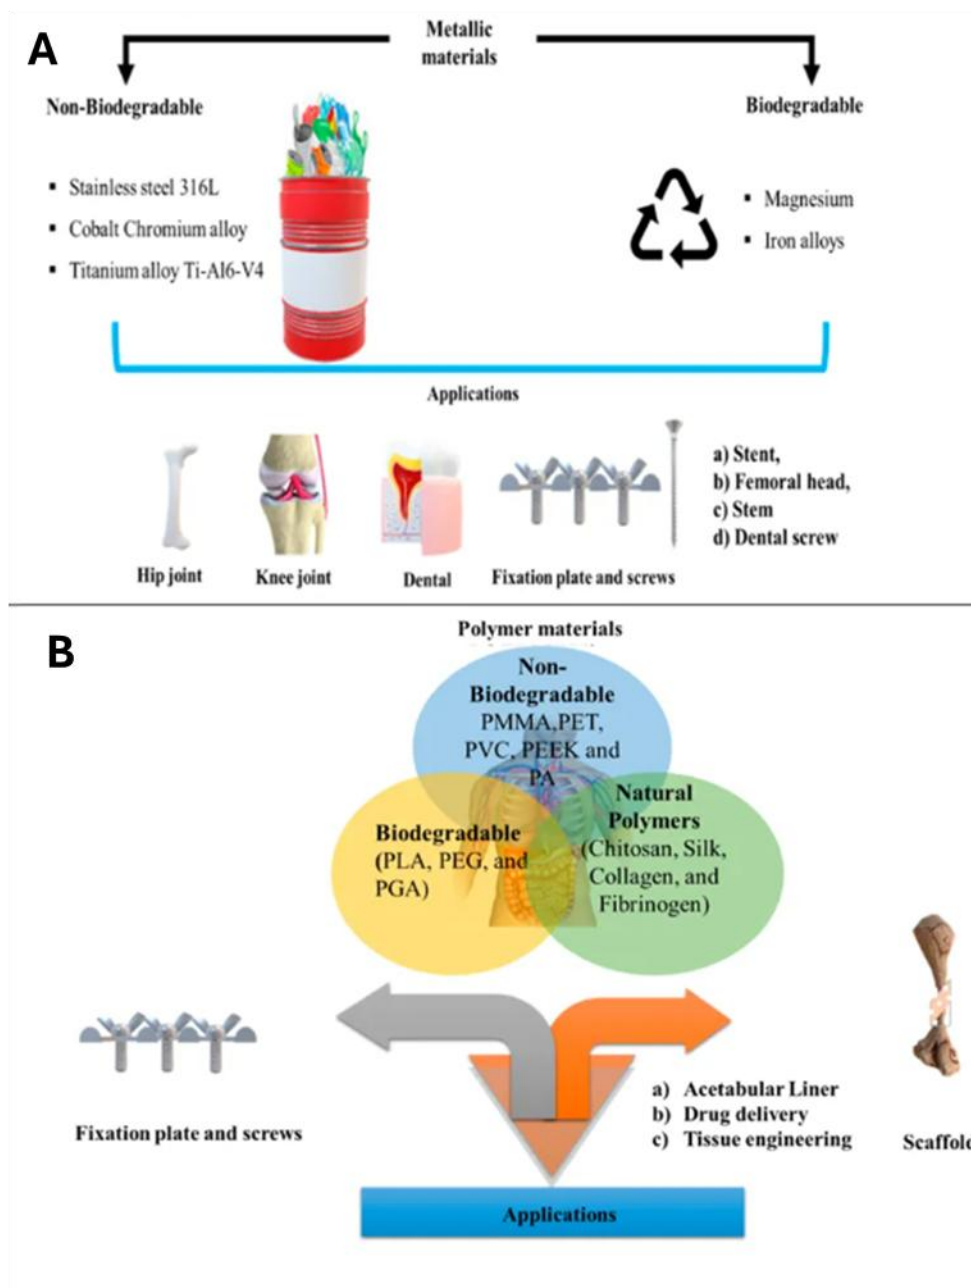 A
Metallic
materials
Non-Biodegradable
Biodegradable
▪ Stainless steel 316L
▪ Cobalt Chromium alloy
▪ Titanium alloy Ti-Al6-V4
▪ Magnesium
▪ Iron alloys
Applications
a) Stent,
b) Femoral head,
c) Stem
d) Dental screw
Hip joint
Knee joint
Dental
Fixation plate and screws
B
Polymer materials
Non-
Biodegradable
PMMA,PET,
PVC, PEEK and
PA
Biodegradable
(PLA, PEG, and
PGA)
Natural
Polymers
(Chitosan, Silk,
Collagen, and
Fibrinogen)
Fixation plate and screws
a) Acetabular Liner
b) Drug delivery
c) Tissue engineering
Scaffold
Applications